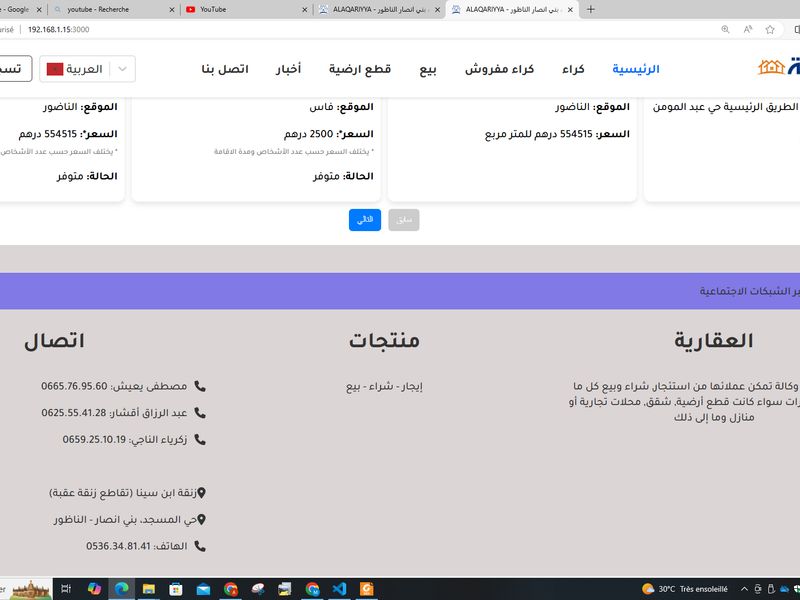 - Google
youtube - Recherche
YouTube
ALAQARIYYA - بني انصار الناظور
ALAQARIYYA - بني انصار الناظور
192.168.1.15:3000
الرئيسية
كراء
كراء مفروش
بيع
قطع ارضية
أخبار
اتصل بنا
العربية
الطريق الرئيسية حي عبد المومن
الموقع: الناضور
السعر: 554515 درهم للمتر مربع
الموقع: فاس
السعر*: 2500 درهم
* يختلف السعر حسب عدد الأشخاص ومدة الاقامة
الحالة: متوفر
الموقع: الناضور
السعر*: 554515 درهم
* يختلف السعر حسب عدد الأشخاص
الحالة: متوفر
سابق
التالي
الشبكات الاجتماعية
العقارية
وكالة تمكن عملائها من استئجار, شراء وبيع كل ما
سواء كانت قطع أرضية, شقق, محلات تجارية أو
منازل وما إلى ذلك
منتجات
إيجار - شراء - بيع
اتصال
مصطفى يعيش: 0665.76.95.60
عبد الرزاق أقشار: 0625.55.41.28
زكرياء الناجي: 0659.25.10.19
زنقة ابن سينا (تقاطع زنقة عقبة)
حي المسجد، بني انصار - الناظور
الهاتف: 0536.34.81.41
30°C Très ensoleillé